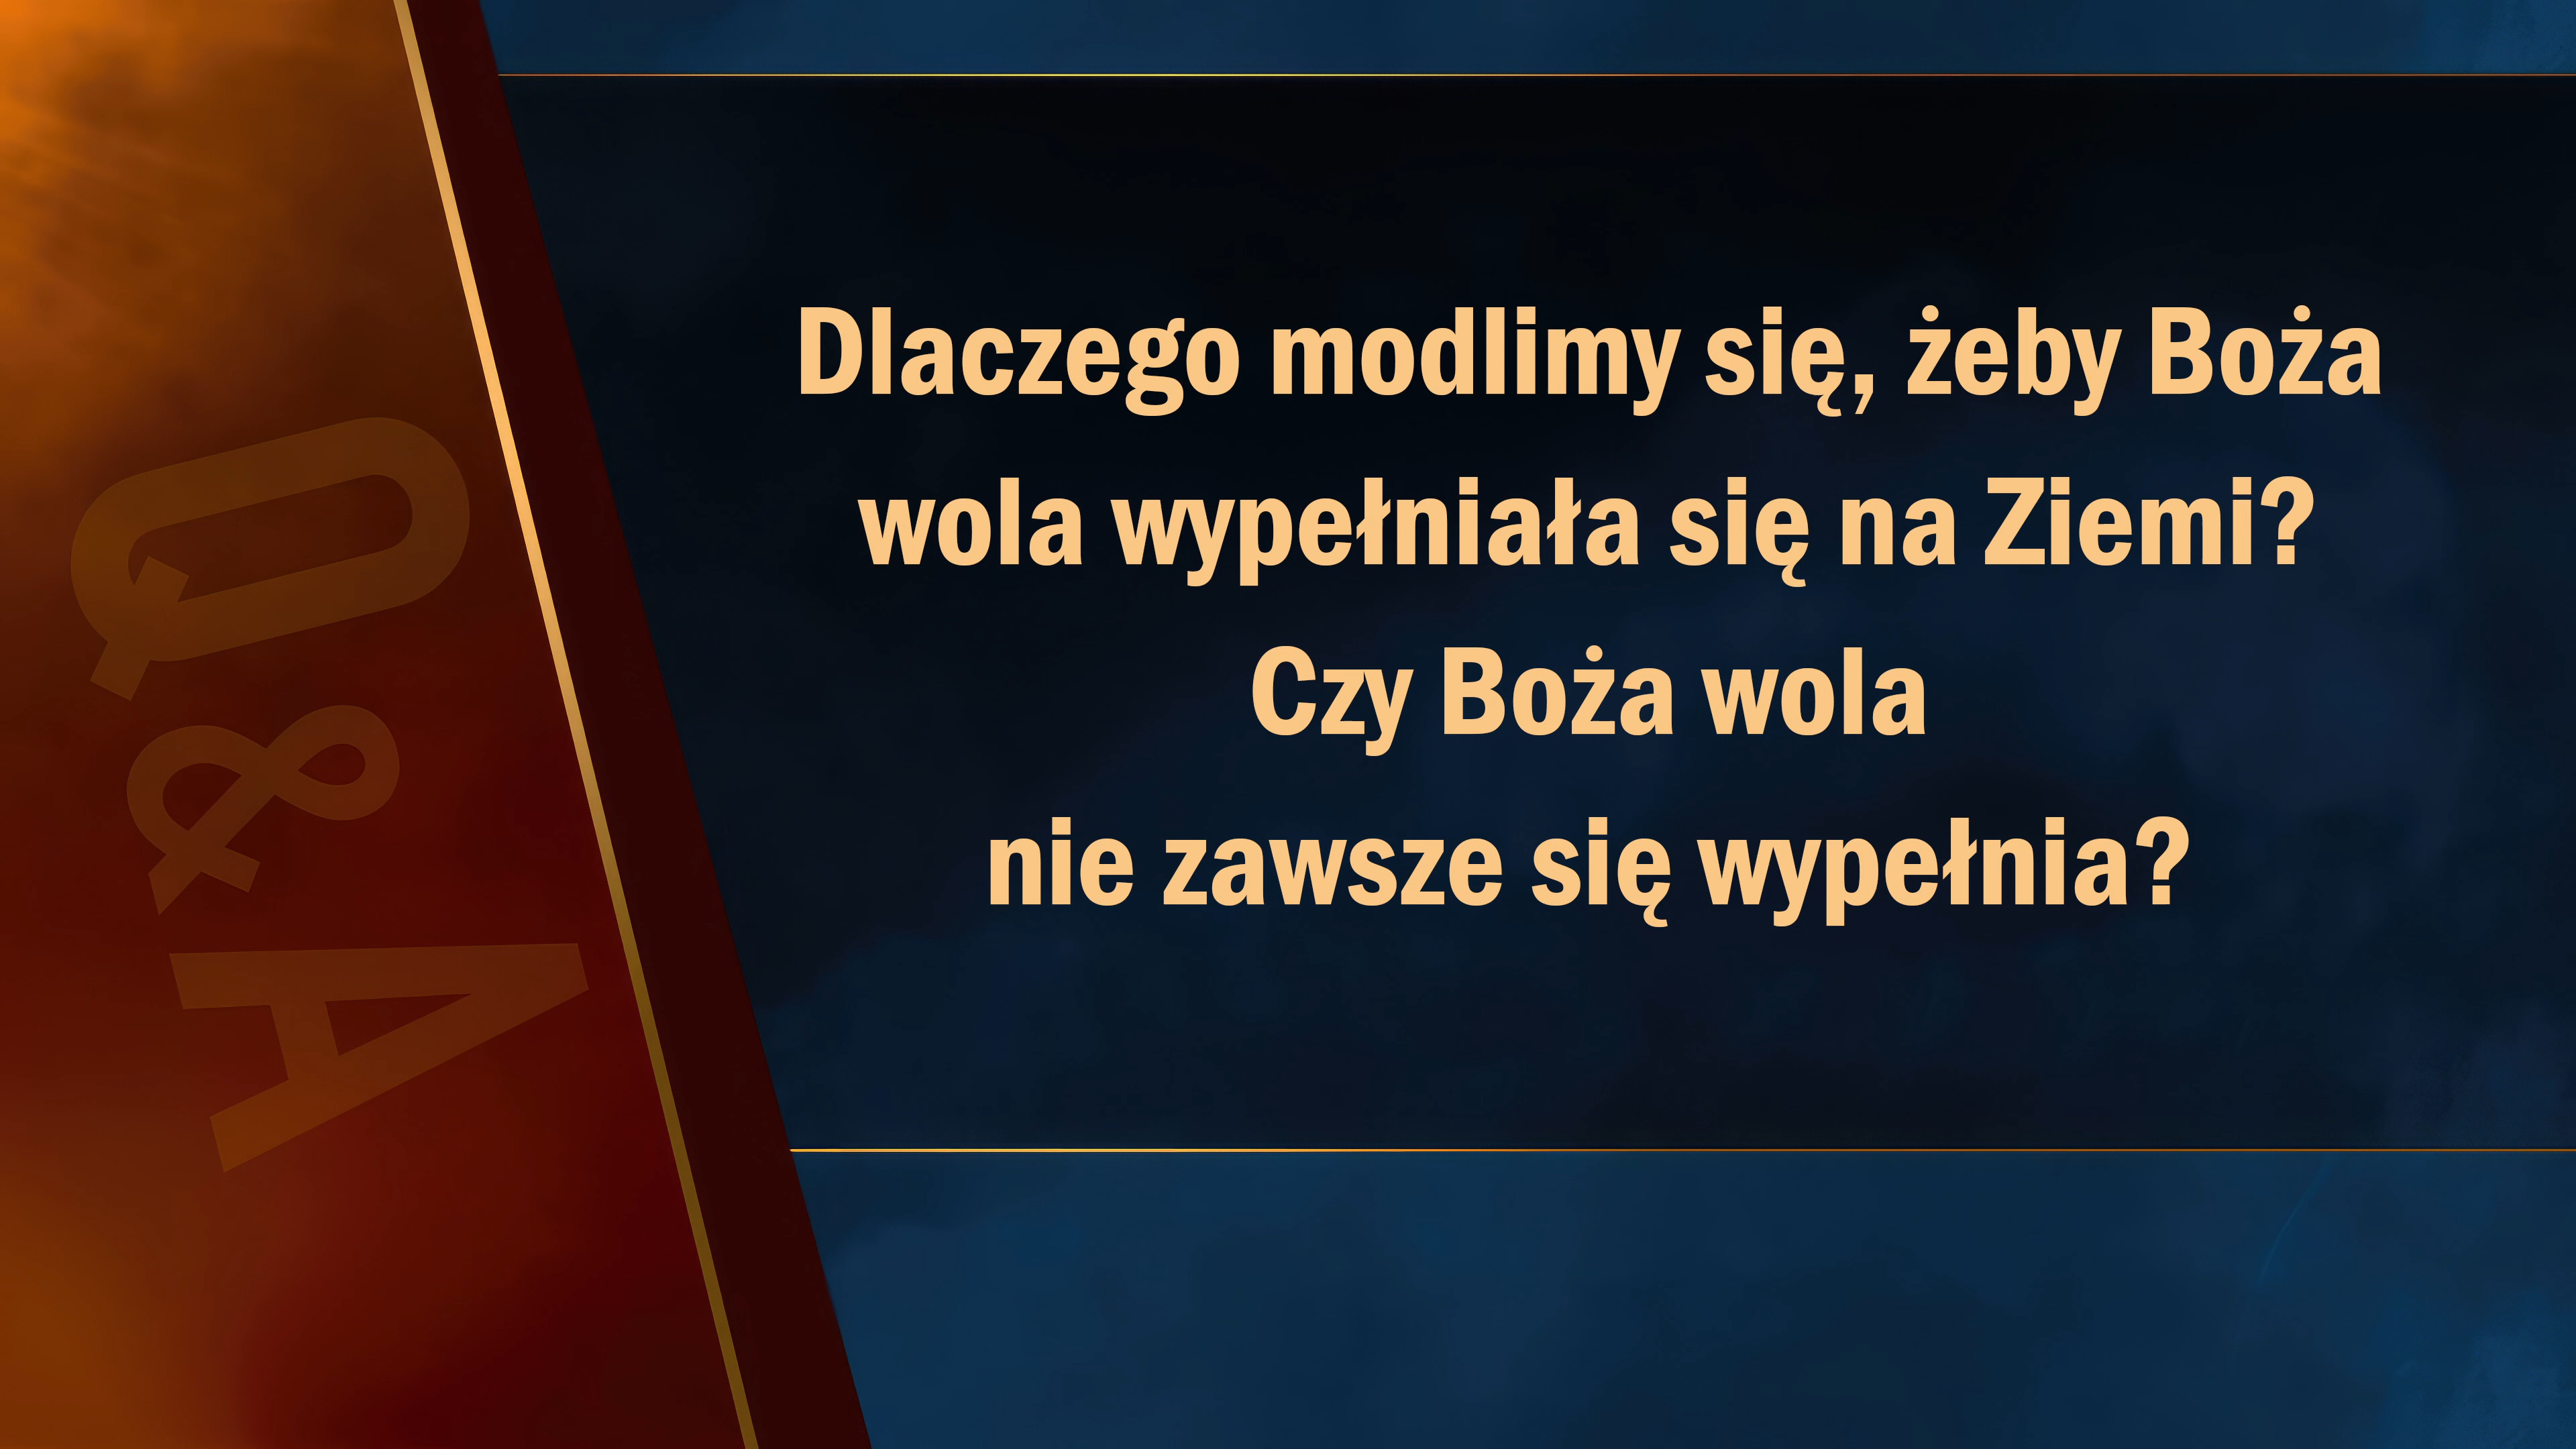 Q&A
Dlaczego modlimy się, żeby Boża
wola wypełniała się na Ziemi?
Czy Boża wola
nie zawsze się wypełnia?